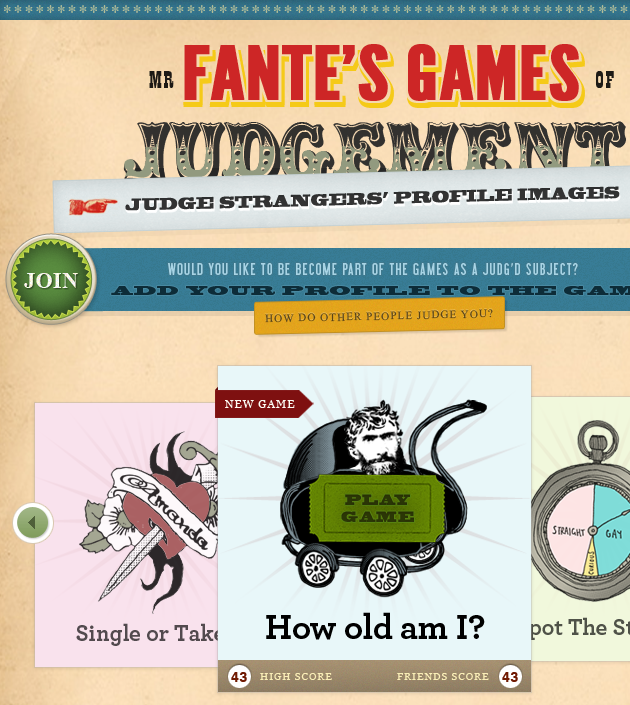 MR FANTE'S GAMES OF
JUDGEMENT
JUDGE STRANGERS' PROFILE IMAGES
JOIN
WOULD YOU LIKE TO BE BECOME PART OF THE GAMES AS A JUDG'D SUBJECT?
ADD YOUR PROFILE TO THE GAM
HOW DO OTHER PEOPLE JUDGE YOU?
NEW GAME
Amanda
PLAY
GAME
STRAIGHT
GAY
CURIOUS
Single or Take
How old am I?
pot The St
43 HIGH SCORE
FRIENDS SCORE 43